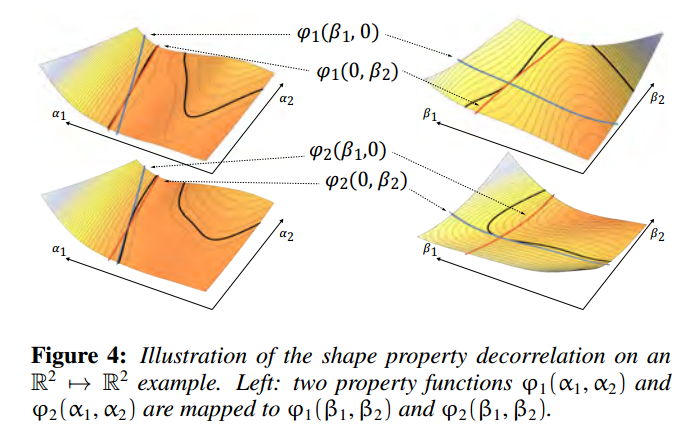 φ₁(β₁, 0)
φ₁(0, β₂)
α₁
α₂
β₁
β₂
φ₂(β₁,0)
φ₂(0, β₂)
α₁
α₂
β₁
β₂
Figure 4: Illustration of the shape property decorrelation on an
ℝ² ↦ ℝ² example. Left: two property functions φ₁(α₁, α₂) and
φ₂(α₁, α₂) are mapped to φ₁(β₁, β₂) and φ₂(β₁, β₂).